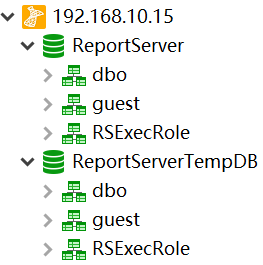 192.168.10.15
ReportServer
dbo
guest
RSExecRole
ReportServerTempDB
dbo
guest
RSExecRole